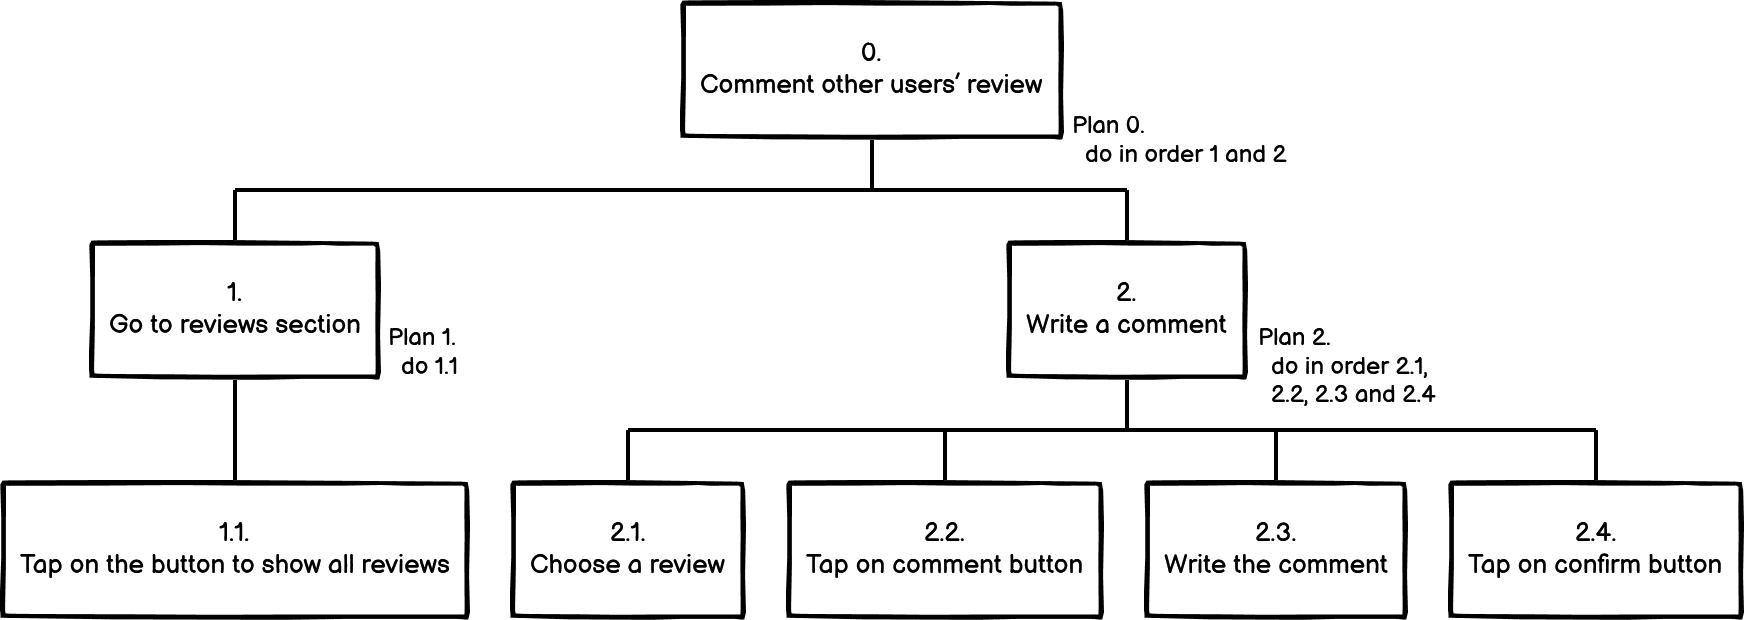 0.
Comment other users' review
Plan 0.
do in order 1 and 2
1.
Go to reviews section
Plan 1.
do 1.1
2.
Write a comment
Plan 2.
do in order 2.1,
2.2, 2.3 and 2.4
1.1.
Tap on the button to show all reviews
2.1.
Choose a review
2.2.
Tap on comment button
2.3.
Write the comment
2.4.
Tap on confirm button